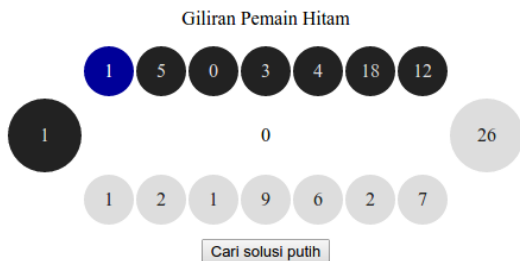 Giliran Pemain Hitam
1 5 0 3 4 18 12
1 0 26
1 2 1 9 6 2 7
Cari solusi putih